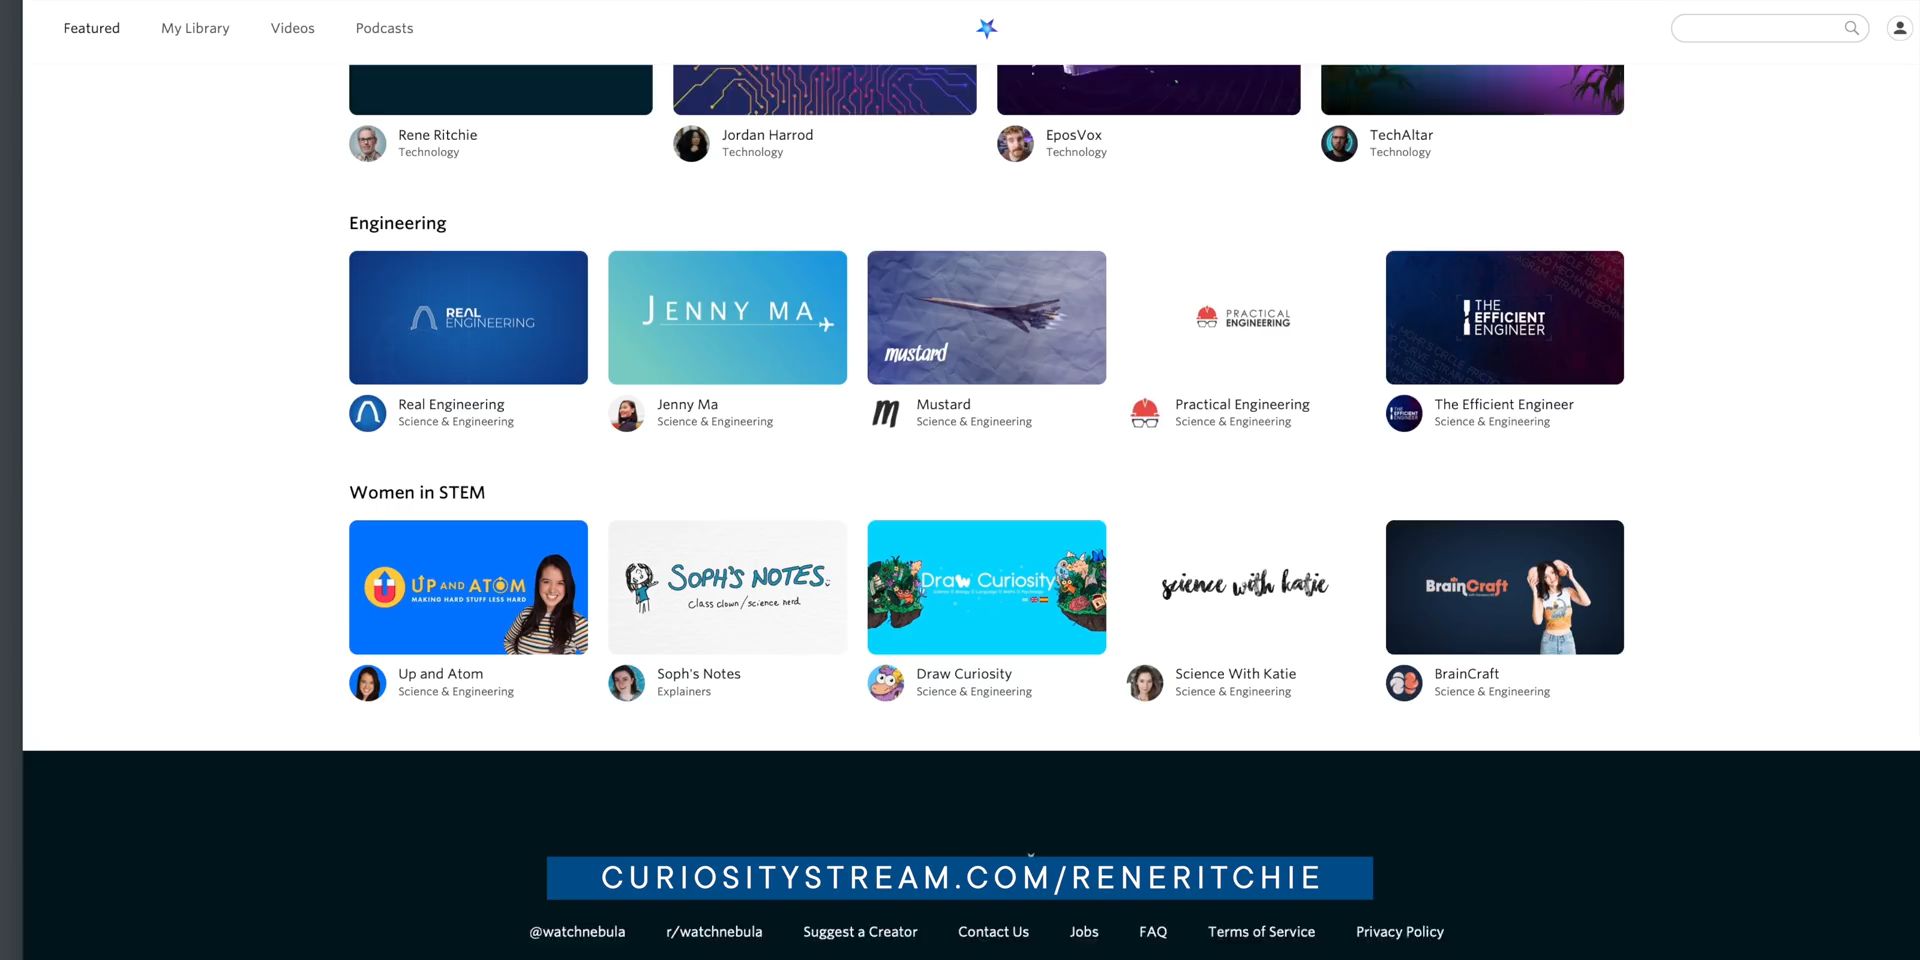 Featured
My Library
Videos
Podcasts
Rene Ritchie
Technology
Jordan Harrod
Technology
EposVox
Technology
TechAltar
Technology
Engineering
REAL
ENGINEERING
JENNY MA
mustard
PRACTICAL
ENGINEERING
THE
EFFICIENT
ENGINEER
Real Engineering
Science & Engineering
Jenny Ma
Science & Engineering
Mustard
Science & Engineering
Practical Engineering
Science & Engineering
The Efficient Engineer
Science & Engineering
Women in STEM
UP AND ATOM
MAKING HARD STUFF LESS HARD
SOPH'S NOTES
class clown/science nerd
Draw Curiosity
science with katie
BrainCraft
Up and Atom
Science & Engineering
Soph's Notes
Explainers
Draw Curiosity
Science & Engineering
Science With Katie
Science & Engineering
BrainCraft
Science & Engineering
CURIOSITYSTREAM.COM/RENERITCHIE
@watchnebula
r/watchnebula
Suggest a Creator
Contact Us
Jobs
FAQ
Terms of Service
Privacy Policy